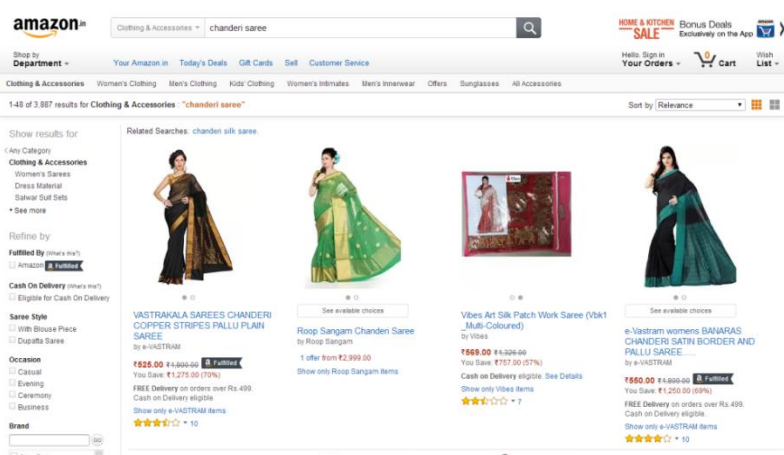 amazon.in
Clothing & Accessories
chanderi saree
HOME & KITCHEN
SALE
Bonus Deals
Exclusively on the App
Shop by
Department
Your Amazon.in Today's Deals Gift Cards Sell Customer Service
Hello. Sign in
Your Orders
0
Cart
Wish
List
Clothing & Accessories Women's Clothing Men's Clothing Kids' Clothing Women's Intimates Men's Innerwear Offers Sunglasses All Accessories
1-48 of 3,887 results for Clothing & Accessories : "chanderi saree"
Sort by Relevance
Show results for
Any Category
Clothing & Accessories
Women's Sarees
Dress Material
Salwar Suit Sets
+ See more
Refine by
Fulfilled By (What's this?)
Amazon a Fulfilled
Cash On Delivery (What's this?)
Eligible for Cash On Delivery
Saree Style
With Blouse Piece
Dupatta Saree
Occasion
Casual
Evening
Ceremony
Business
Brand
GO
Related Searches: chanderi silk saree.
VASTRAKALA SAREES CHANDERI
COPPER STRIPES PALLU PLAIN
SAREE
by e-VASTRAM
₹525.00 ₹1,800.00 a Fulfilled
You Save: ₹1,275.00 (70%)
FREE Delivery on orders over Rs.499.
Cash on Delivery eligible
Show only e-VASTRAM items
10
See available choices
Roop Sangam Chanderi Saree
by Roop Sangam
1 offer from ₹2,999.00
Show only Roop Sangam items
Vibes Art Silk Patch Work Saree (Vbk1
_Multi-Coloured)
by Vibes
₹569.00 ₹1,326.00
You Save: ₹757.00 (57%)
Cash on Delivery eligible. See Details
Show only Vibes items
7
See available choices
e-Vastram womens BANARAS
CHANDERI SATIN BORDER AND
PALLU SAREE.....
by e-VASTRAM
₹550.00 ₹1,800.00 a Fulfilled
You Save: ₹1,250.00 (69%)
FREE Delivery on orders over Rs.499.
Cash on Delivery eligible.
Show only e-VASTRAM items
10